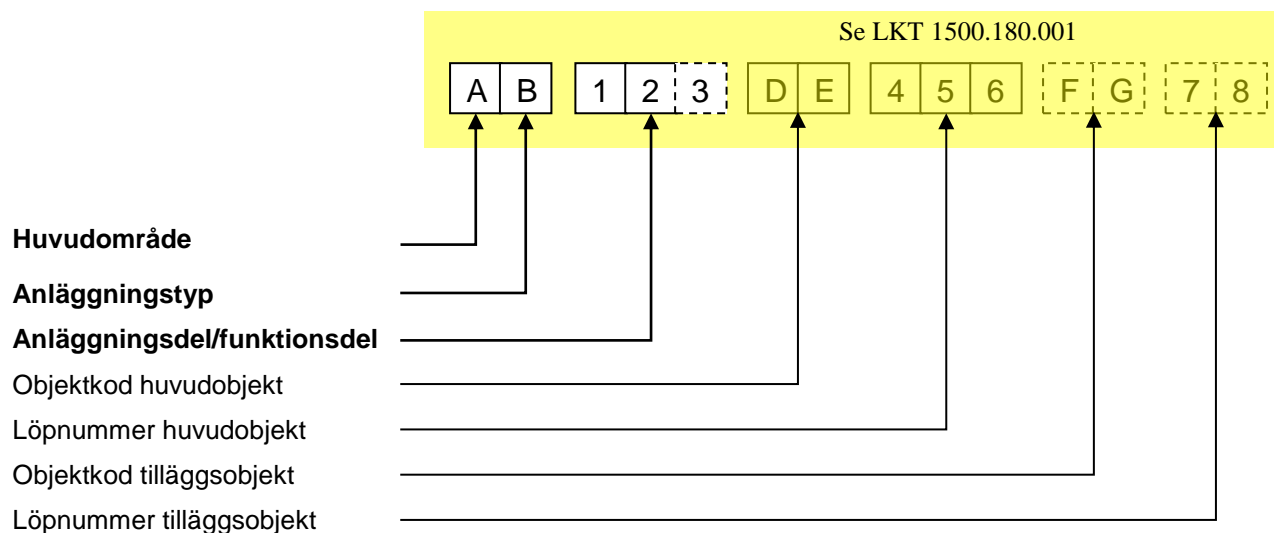 Se LKT 1500.180.001
A B 1 2 3 D E 4 5 6 F G 7 8
Huvudområde
Anläggningstyp
Anläggningsdel/funktionsdel
Objektkod huvudobjekt
Löpnummer huvudobjekt
Objektkod tilläggsobjekt
Löpnummer tilläggsobjekt